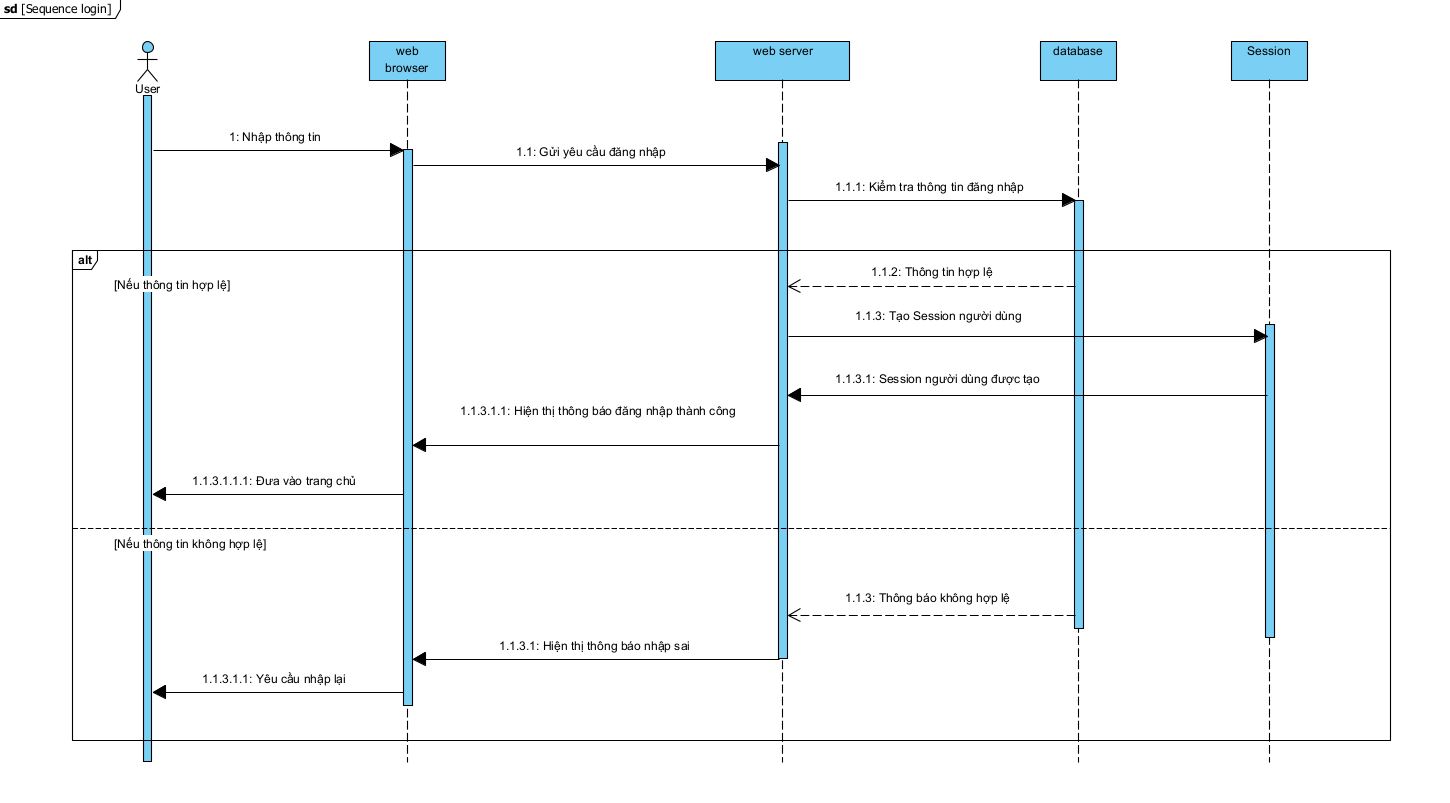 sd [Sequence login]
web
browser
web server
database
Session
User
1: Nhập thông tin
1.1: Gửi yêu cầu đăng nhập
1.1.1: Kiểm tra thông tin đăng nhập
alt
[Nếu thông tin hợp lệ]
1.1.2: Thông tin hợp lệ
1.1.3: Tạo Session người dùng
1.1.3.1: Session người dùng được tạo
1.1.3.1.1: Hiện thị thông báo đăng nhập thành công
1.1.3.1.1.1: Đưa vào trang chủ
[Nếu thông tin không hợp lệ]
1.1.3: Thông báo không hợp lệ
1.1.3.1: Hiện thị thông báo nhập sai
1.1.3.1.1: Yêu cầu nhập lại